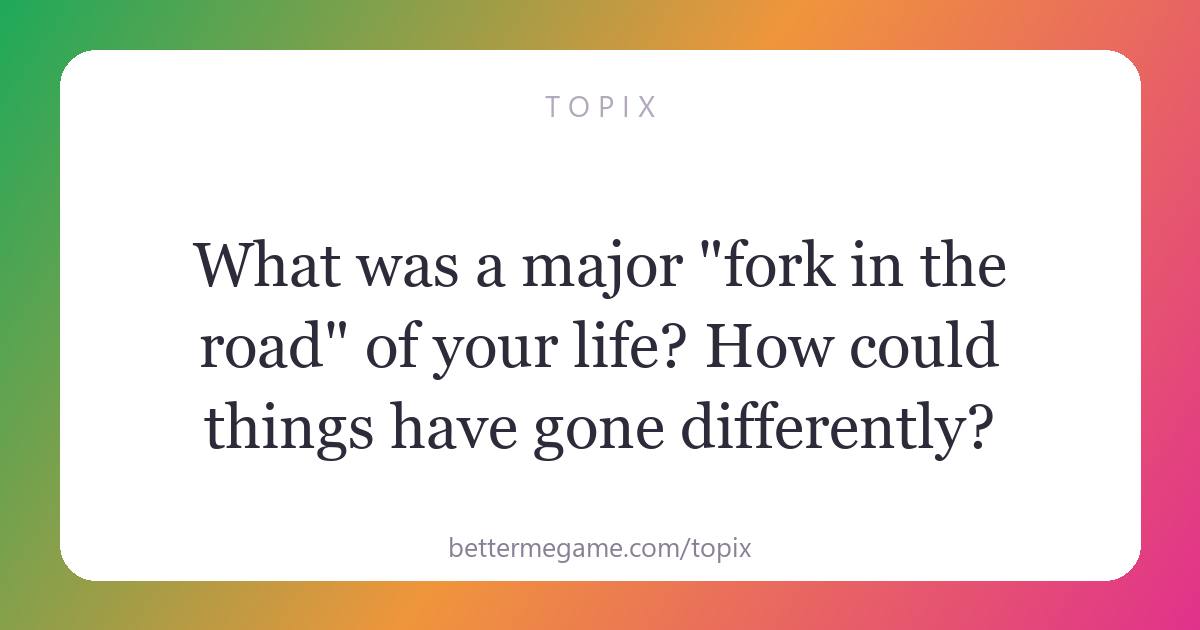 TOPIX
What was a major "fork in the
road" of your life? How could
things have gone differently?
bettermegame.com/topix